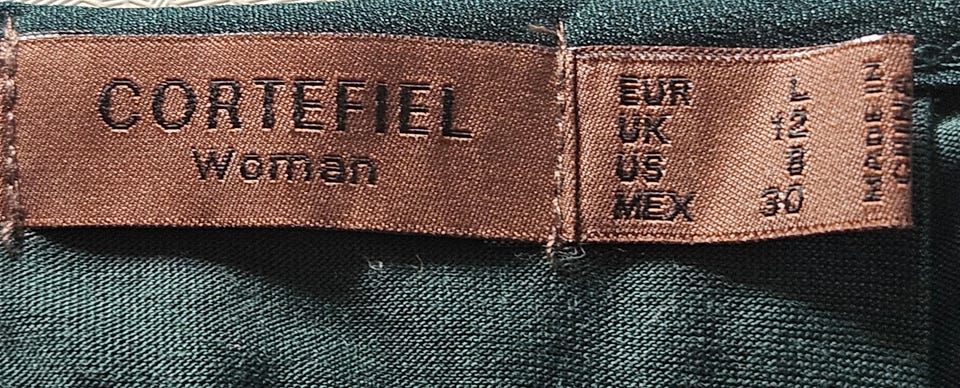 CORTEFIEL
Woman
EUR L
UK 12
US 8
MEX 30
MADE IN
CHINA